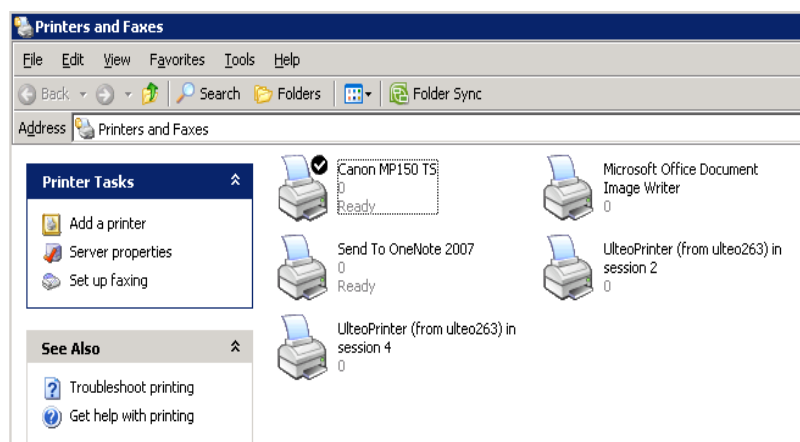 Printers and Faxes
File Edit View Favorites Tools Help
Back Search Folders Folder Sync
Address Printers and Faxes
Printer Tasks
Add a printer
Server properties
Set up faxing
See Also
Troubleshoot printing
Get help with printing
Canon MP150 TS
0
Ready
Microsoft Office Document
Image Writer
0
Send To OneNote 2007
0
Ready
UlteoPrinter (from ulteo263) in
session 2
0
UlteoPrinter (from ulteo263) in
session 4
0